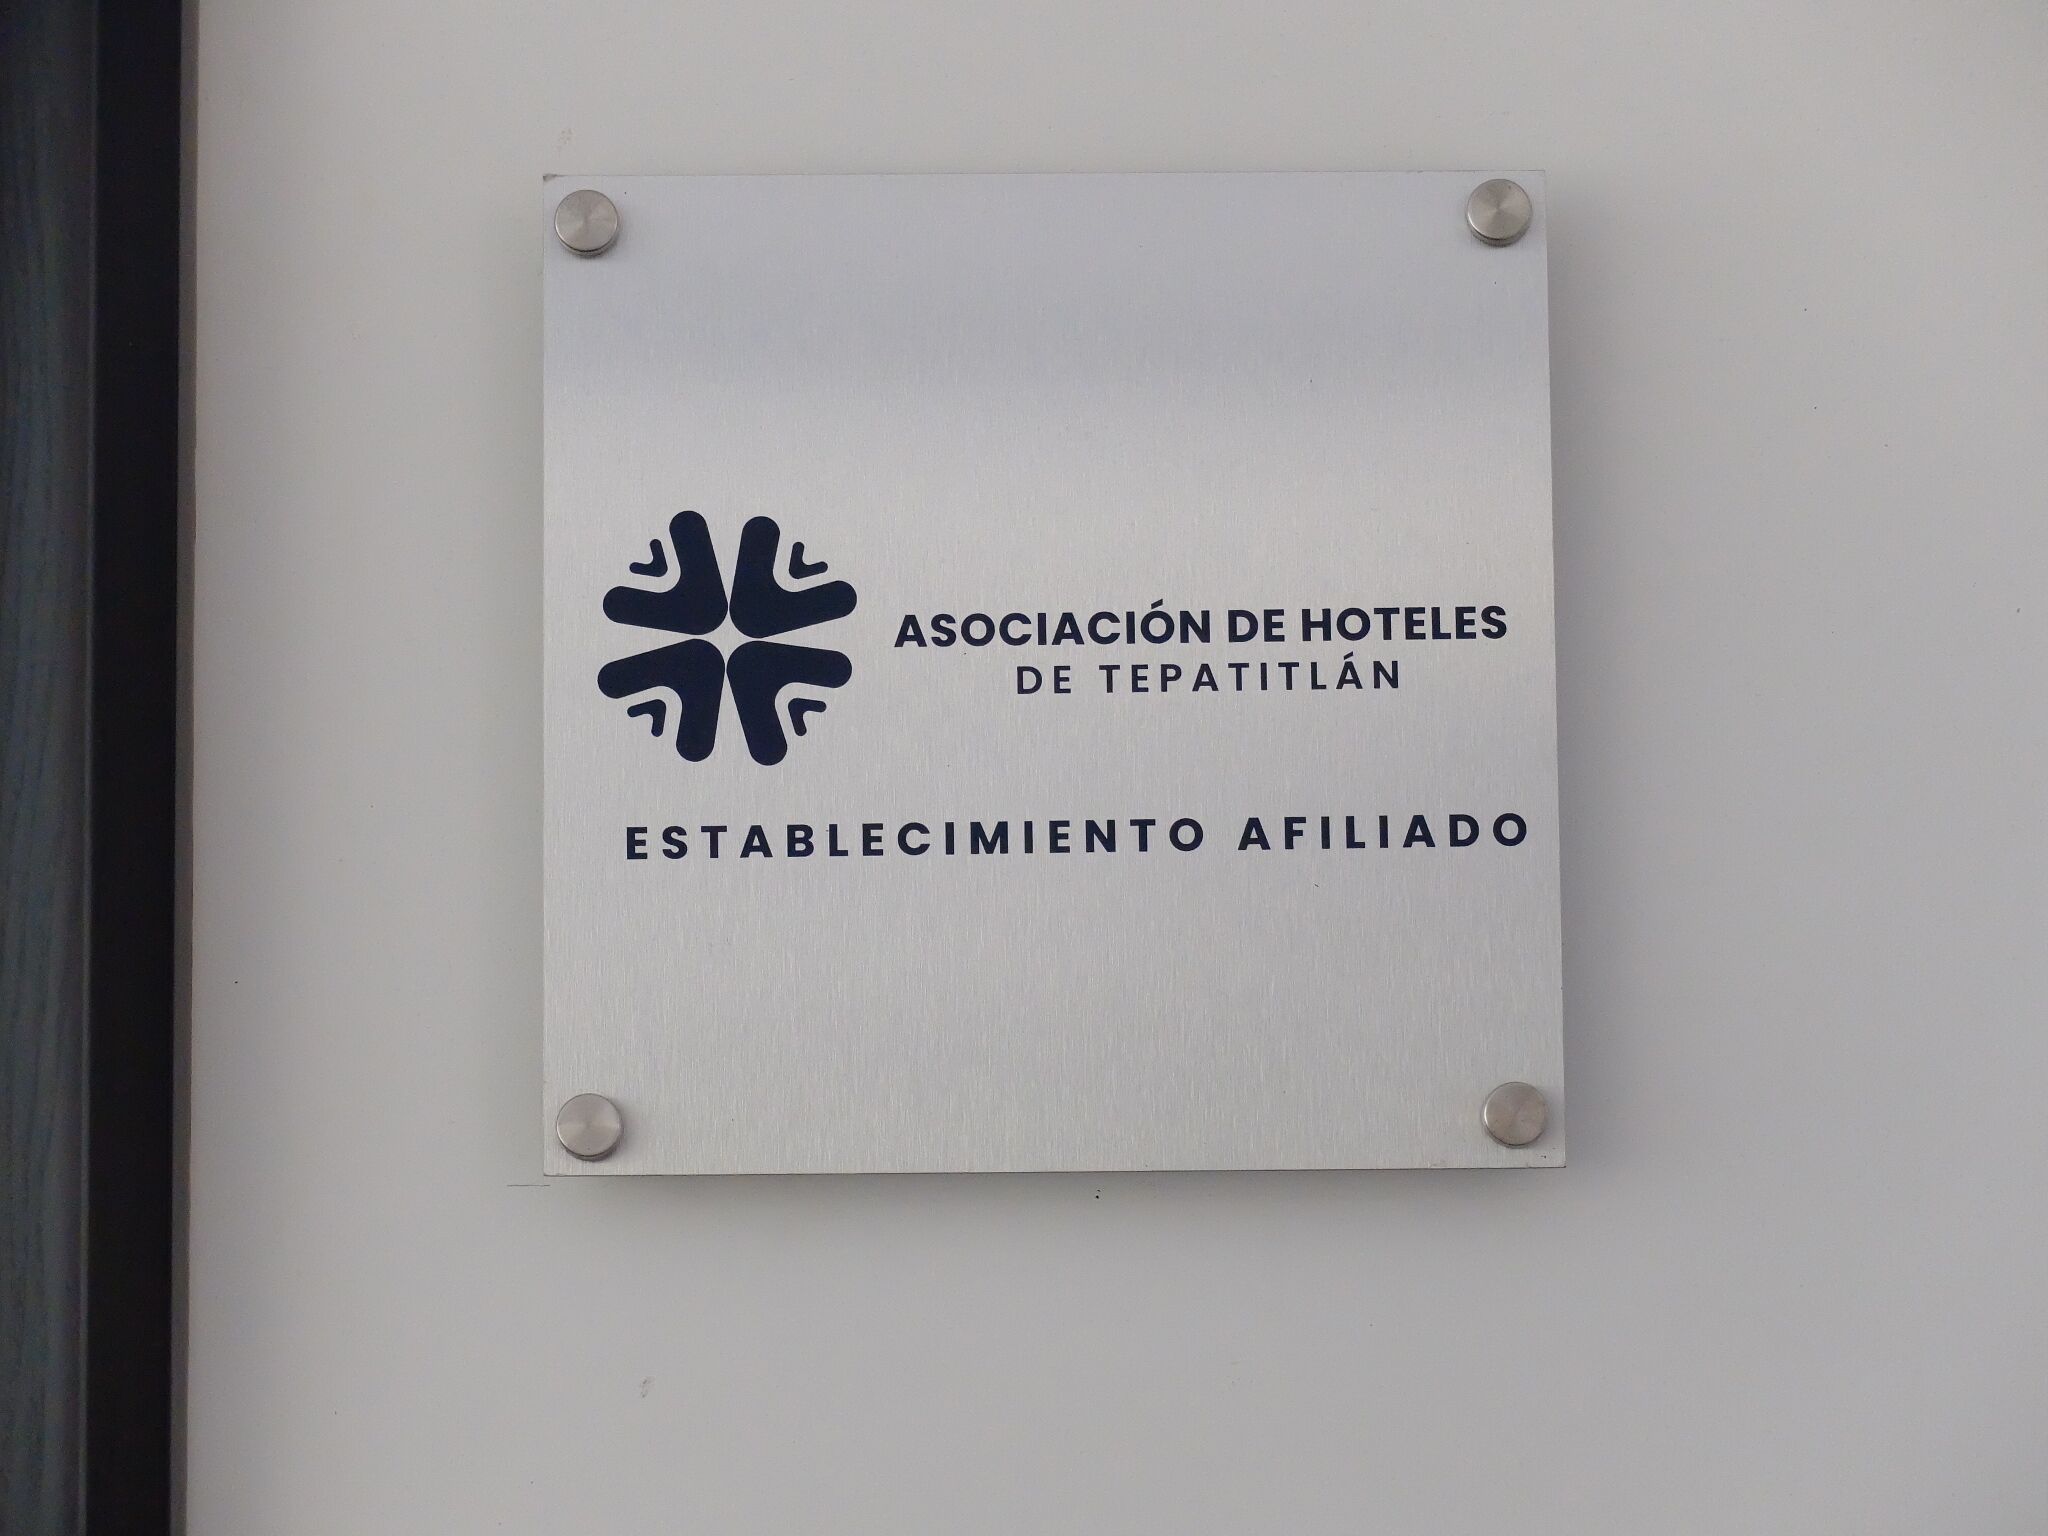 ASOCIACIÓN DE HOTELES
DE TEPATITLÁN
ESTABLECIMIENTO AFILIADO